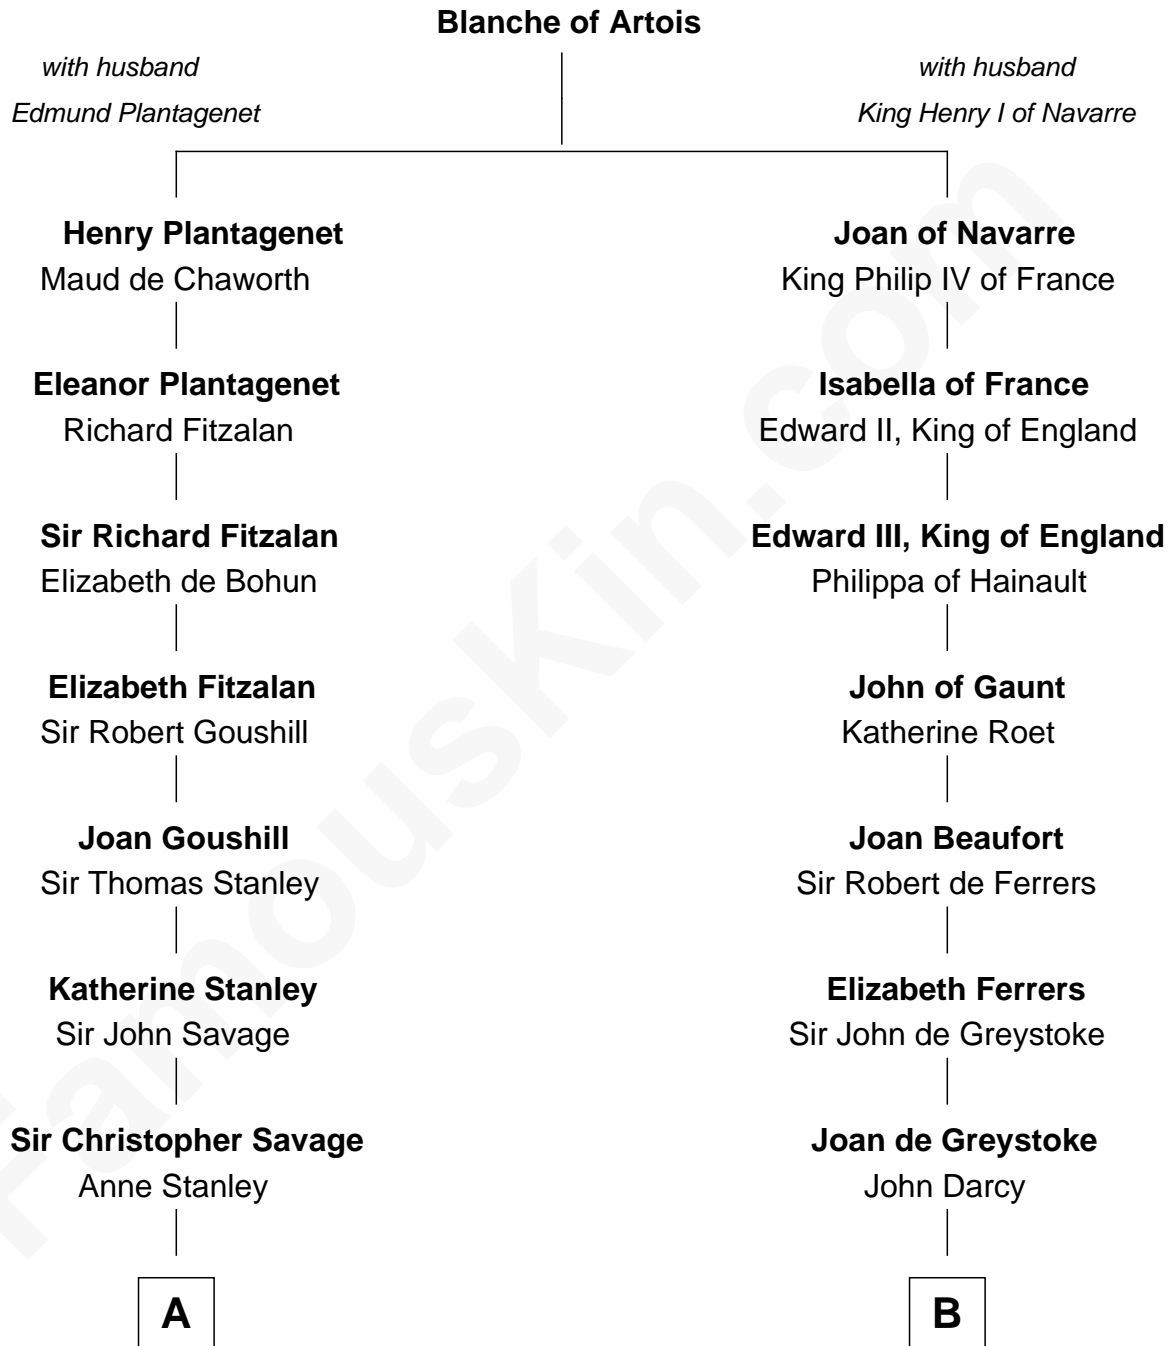 Blanche of Artois
with husband
Edmund Plantagenet
with husband
King Henry I of Navarre
Henry Plantagenet
Maud de Chaworth
Joan of Navarre
King Philip IV of France
Eleanor Plantagenet
Richard Fitzalan
Isabella of France
Edward II, King of England
Sir Richard Fitzalan
Elizabeth de Bohun
Edward III, King of England
Philippa of Hainault
Elizabeth Fitzalan
Sir Robert Goushill
John of Gaunt
Katherine Roet
Joan Goushill
Sir Thomas Stanley
Joan Beaufort
Sir Robert de Ferrers
Katherine Stanley
Sir John Savage
Elizabeth Ferrers
Sir John de Greystoke
Sir Christopher Savage
Anne Stanley
Joan de Greystoke
John Darcy
A
B
FamousKin.com